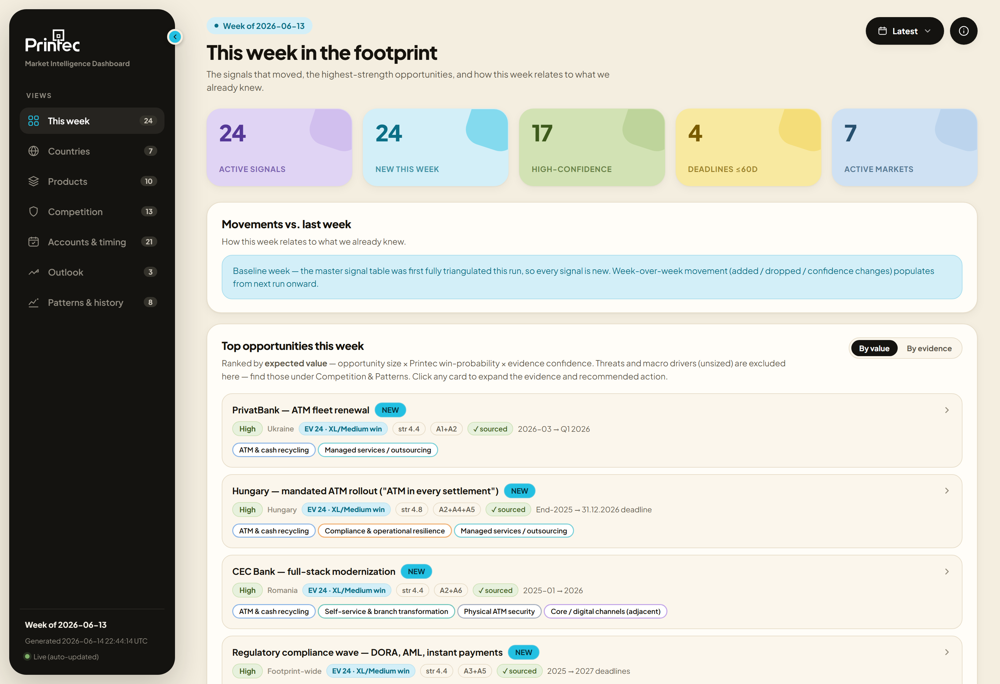 Printec
Market Intelligence Dashboard
VIEWS
This week 24
Countries 7
Products 10
Competition 13
Accounts & timing 21
Outlook 3
Patterns & history 8
Week of 2026-06-13
Generated 2026-06-14 22:44:14 UTC
Live (auto-updated)
Week of 2026-06-13
Latest
This week in the footprint
The signals that moved, the highest-strength opportunities, and how this week relates to what we
already knew.
24
ACTIVE SIGNALS
24
NEW THIS WEEK
17
HIGH-CONFIDENCE
4
DEADLINES ≤60D
7
ACTIVE MARKETS
Movements vs. last week
How this week relates to what we already knew.
Baseline week — the master signal table was first fully triangulated this run, so every signal is new. Week-over-week movement (added / dropped / confidence changes) populates
from next run onward.
Top opportunities this week
By value By evidence
Ranked by expected value — opportunity size × Printec win-probability × evidence confidence. Threats and macro drivers (unsized) are excluded
here — find those under Competition & Patterns. Click any card to expand the evidence and recommended action.
PrivatBank — ATM fleet renewal NEW
High Ukraine EV 24 · XL/Medium win str 4.4 A1+A2 ✓ sourced 2026-03 → Q1 2026
ATM & cash recycling Managed services / outsourcing
Hungary — mandated ATM rollout ("ATM in every settlement") NEW
High Hungary EV 24 · XL/Medium win str 4.8 A2+A4+A5 ✓ sourced End-2025 → 31.12.2026 deadline
ATM & cash recycling Compliance & operational resilience Managed services / outsourcing
CEC Bank — full-stack modernization NEW
High Romania EV 24 · XL/Medium win str 4.4 A2+A6 ✓ sourced 2025-01 → 2026
ATM & cash recycling Self-service & branch transformation Physical ATM security Core / digital channels (adjacent)
Regulatory compliance wave — DORA, AML, instant payments NEW
High Footprint-wide EV 24 · XL/Medium win str 4.4 A3+A5 ✓ sourced 2025 → 2027 deadlines